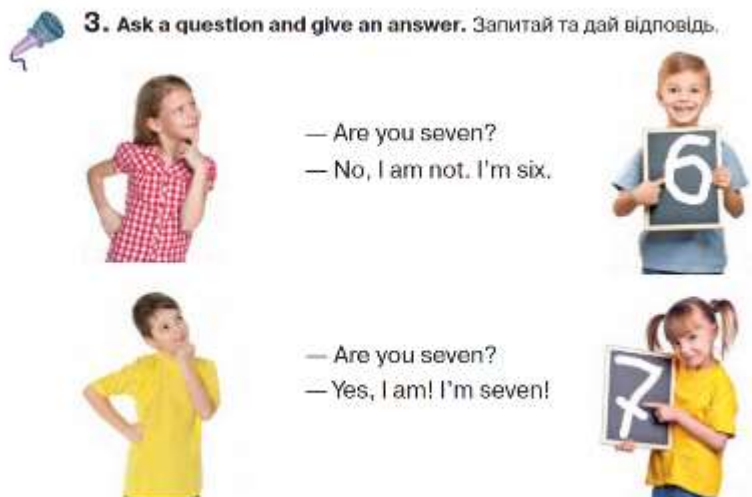 3. Ask a question and give an answer. Запитай та дай відповідь.
— Are you seven?
— No, I am not. I'm six.
6
— Are you seven?
— Yes, I am! I'm seven!
7